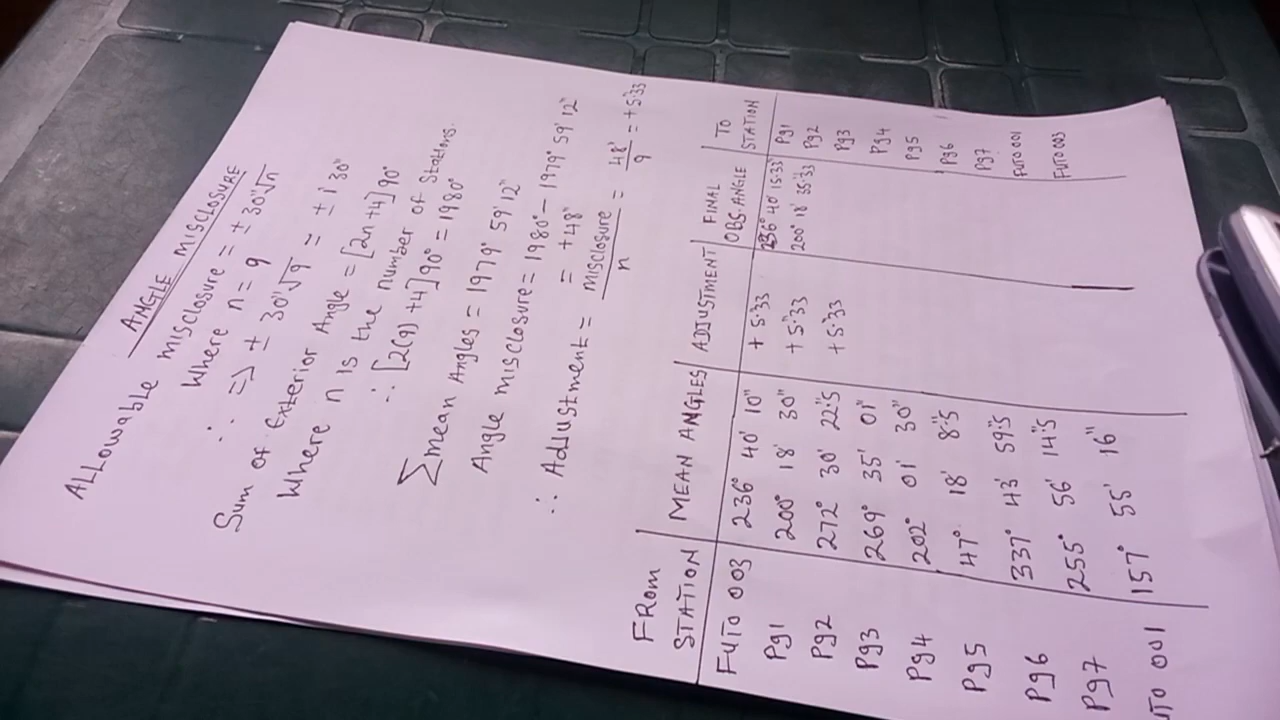 ANGLE MISCLOSURE
Allowable misclosure = ± 30"√n
Where n = 9
∴ => ± 30"√9 = ± 1' 30"
Sum of Exterior Angle = [2n + 4] 90°
Where n is the number of Stations.
∴ [2(9) + 4] 90° = 1980°
∑ mean Angles = 1979° 59' 12"
Angle misclosure = 1980° - 1979° 59' 12"
= + 48"
∴ Adjustment = misclosure / n = 48" / 9 = + 5".33
FROM STATION | MEAN ANGLES | ADJUSTMENT | FINAL OBS. ANGLE | TO STATION
FUTO 003 | 236° 40' 10" | + 5".33 | 236° 40' 15".33 | Pg1
Pg1 | 200° 18' 30" | + 5".33 | 200° 18' 35".33 | Pg2
Pg2 | 272° 30' 22".5 | + 5".33 | | Pg3
Pg3 | 269° 35' 01" | | | Pg4
Pg4 | 202° 01' 30" | | | Pg5
Pg5 | 47° 18' 8".5 | | | Pg6
Pg6 | 337° 43' 59".5 | | | Pg7
Pg7 | 255° 56' 14".5 | | | FUTO 001
UTO 001 | 157° 55' 16" | | | FUTO 003